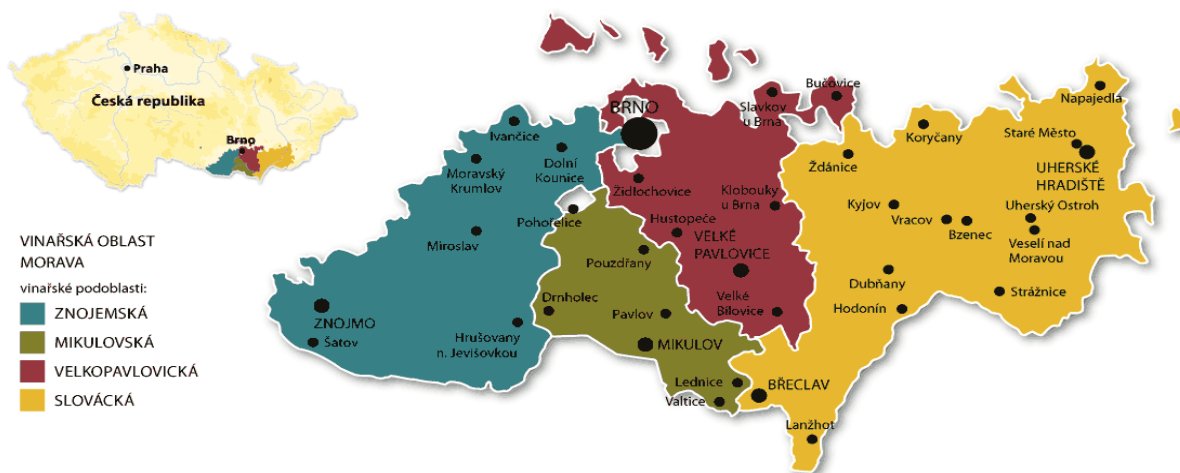 Praha
Česká republika
Brno
VINAŘSKÁ OBLAST
MORAVA
vinařské podoblasti:
ZNOJEMSKÁ
MIKULOVSKÁ
VELKOPAVLOVICKÁ
SLOVÁCKÁ
BRNO
Slavkov
u Brna
Bučovice
Napajedla
Ivančice
Koryčany
Staré Město
Dolní
Kounice
Moravský
Krumlov
Ždánice
UHERSKÉ
HRADIŠTĚ
Židlochovice
Klobouky
u Brna
Kyjov
Vracov
Bzenec
Uherský Ostroh
Pohořelice
Hustopeče
Miroslav
VELKÉ
PAVLOVICE
Veselí nad
Moravou
Pouzdřany
Dubňany
Strážnice
Drnholec
Pavlov
Velké
Bílovice
Hodonín
ZNOJMO
Šatov
Hrušovany
n. Jevišovkou
MIKULOV
Lednice
Valtice
BŘECLAV
Lanžhot